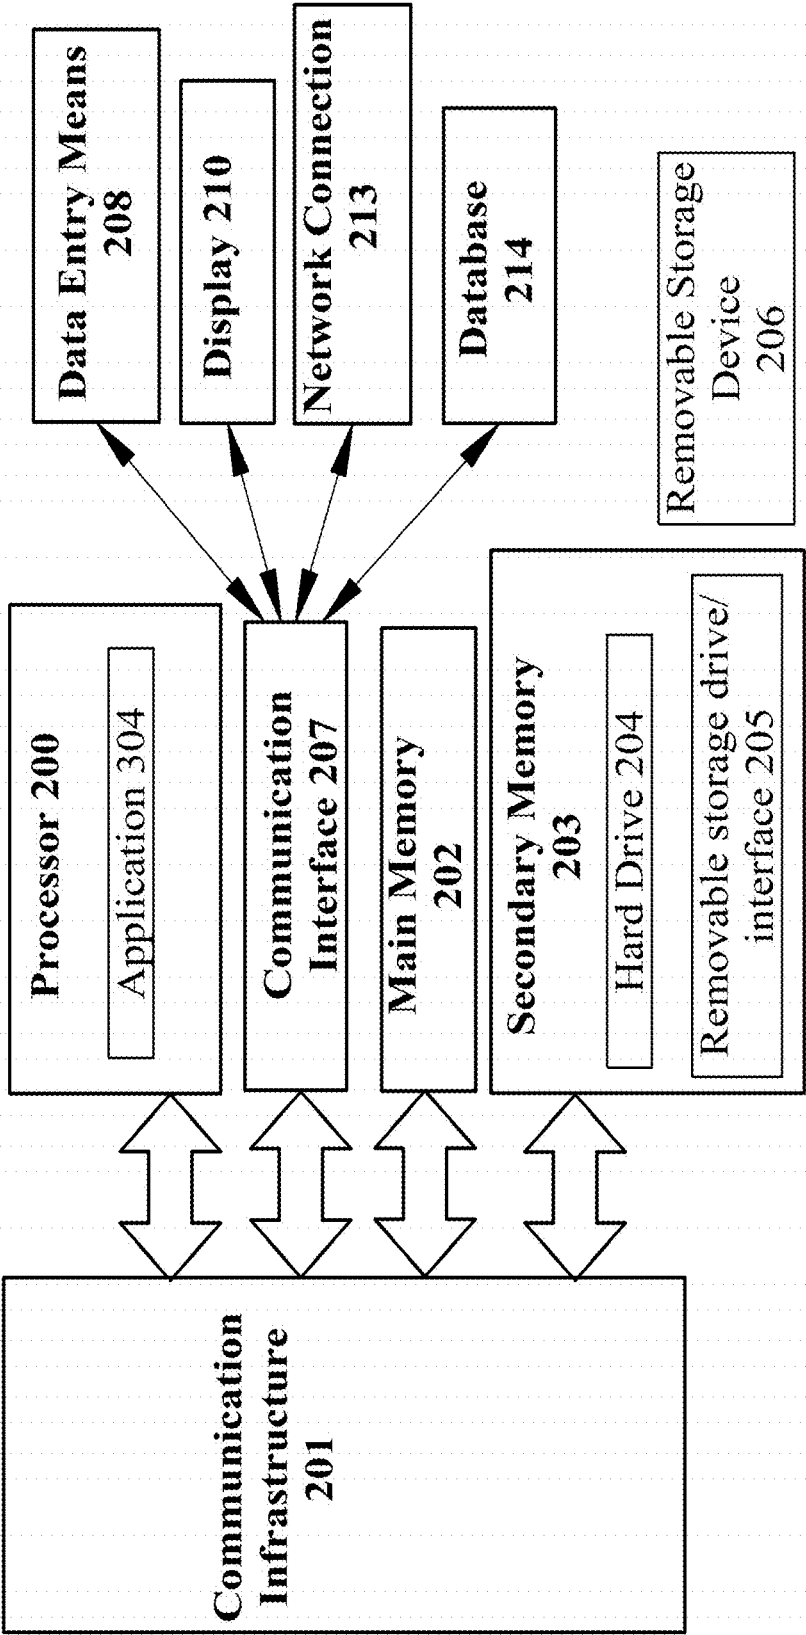 Communication
Infrastructure
201
Processor 200
Application 304
Communication
Interface 207
Main Memory
202
Secondary Memory
203
Hard Drive 204
Removable storage drive/
interface 205
Data Entry Means
208
Display 210
Network Connection
213
Database
214
Removable Storage
Device
206